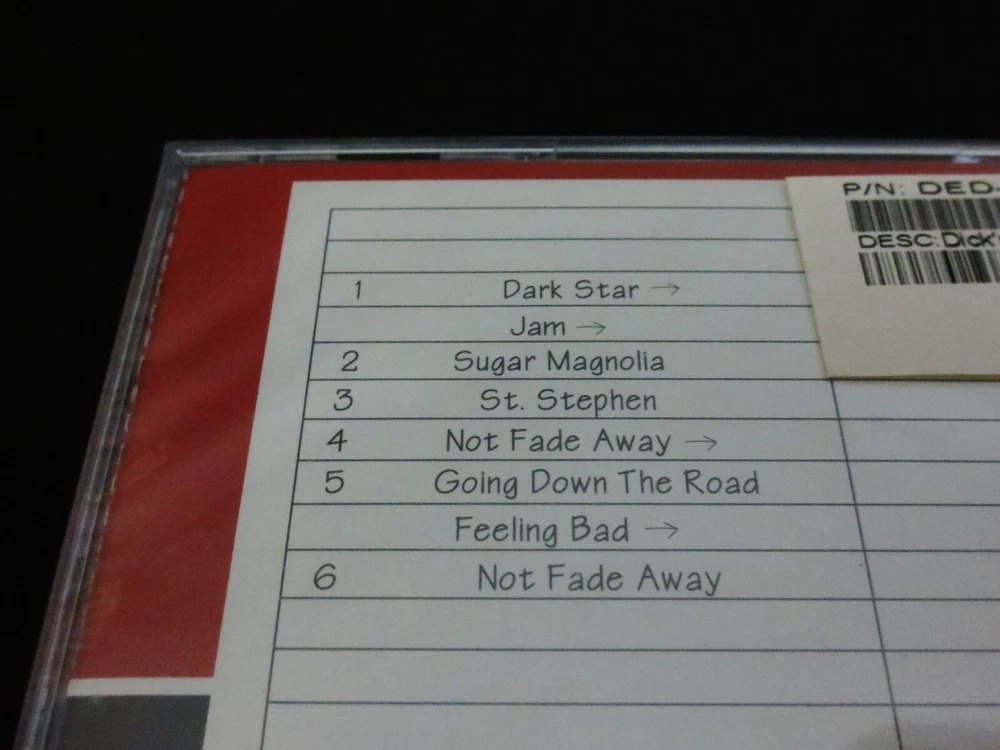 P/N: DED-
DESC:Dick's
1 Dark Star →
Jam →
2 Sugar Magnolia
3 St. Stephen
4 Not Fade Away →
5 Going Down The Road
Feeling Bad →
6 Not Fade Away